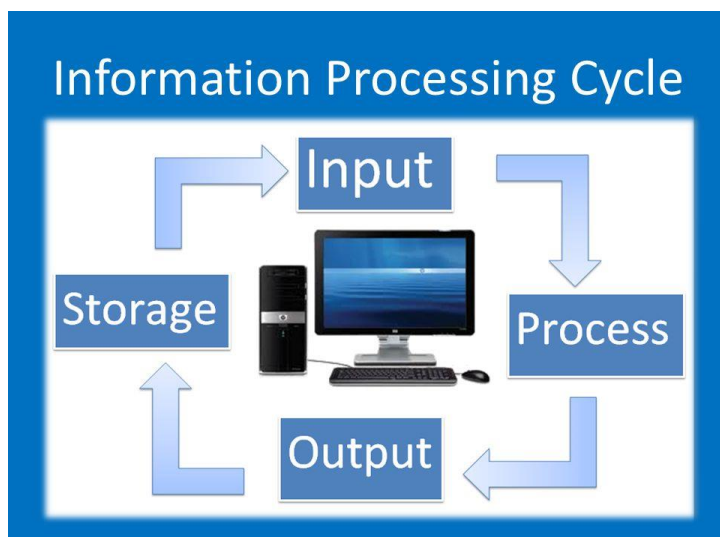 Information Processing Cycle
Input
Process
Output
Storage